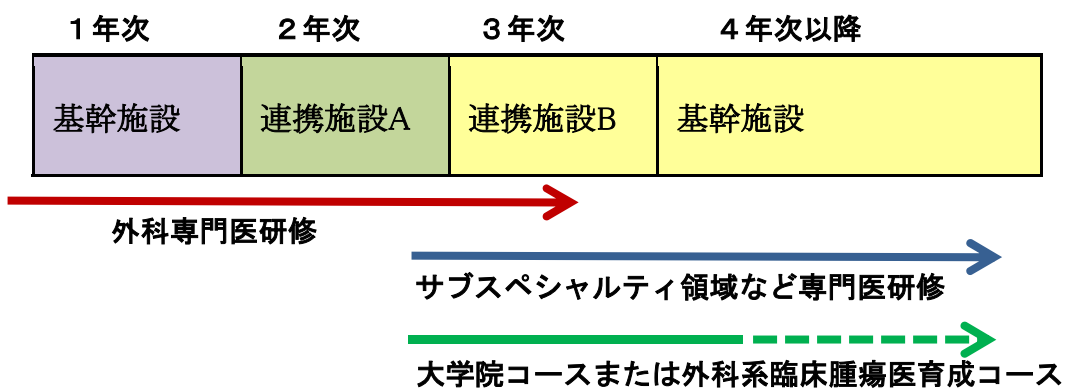 １年次 ２年次 ３年次 ４年次以降
基幹施設 連携施設A 連携施設B 基幹施設
外科専門医研修
サブスペシャルティ領域など専門医研修
大学院コースまたは外科系臨床腫瘍医育成コース